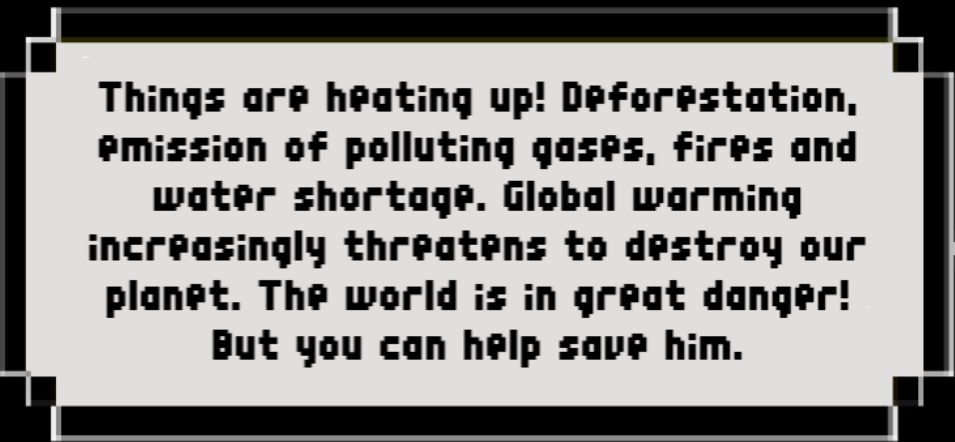 Things are heating up! Deforestation,
emission of polluting gases, fires and
water shortage. Global warming
increasingly threatens to destroy our
planet. The world is in great danger!
But you can help save him.